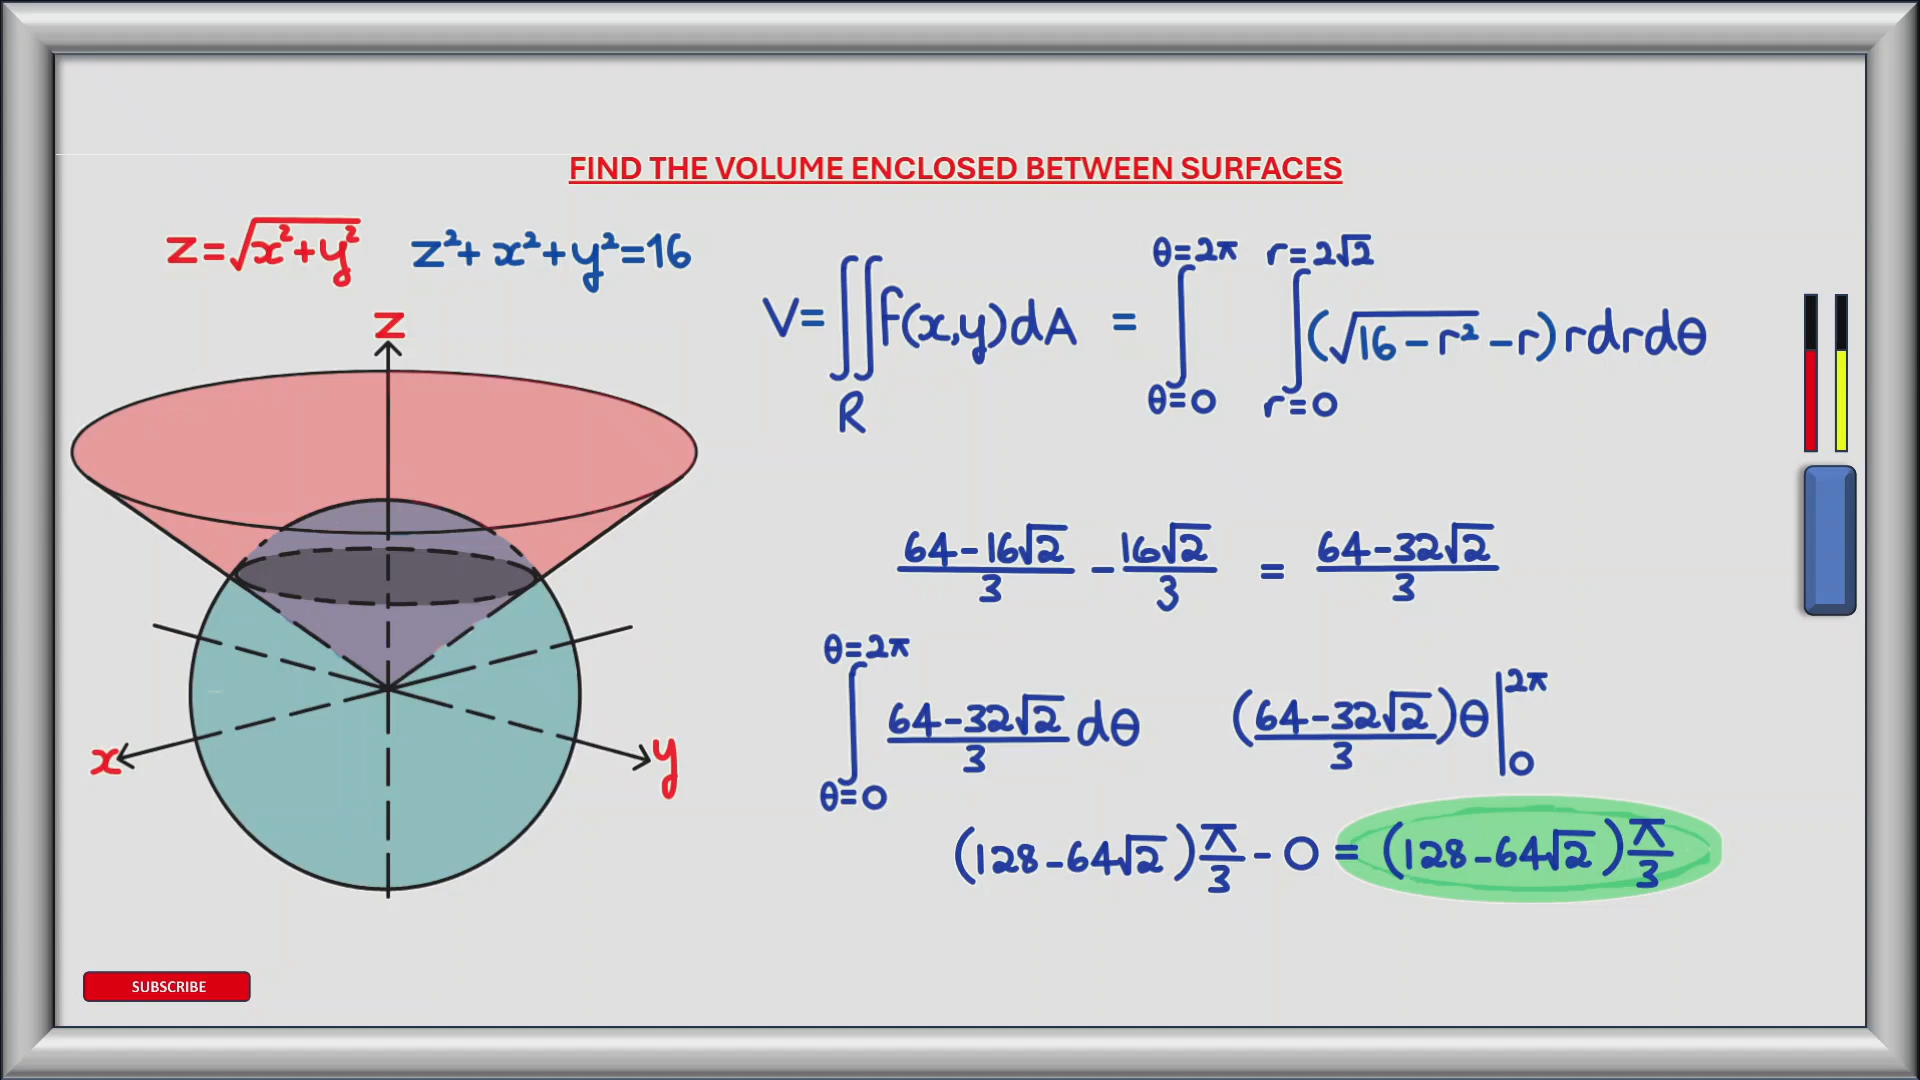 FIND THE VOLUME ENCLOSED BETWEEN SURFACES
z=√(x²+y²)   z²+x²+y²=16
z
x
y
V=∬_R f(x,y)dA = ∫_{θ=0}^{θ=2π} ∫_{r=0}^{r=2√2} (√(16-r²) -r)rdrdθ
(64-16√2)/3 - (16√2)/3 = (64-32√2)/3
∫_{θ=0}^{θ=2π} (64-32√2)/3 dθ   ((64-32√2)/3)θ|_0^{2π}
(128-64√2)π/3 - 0 = (128-64√2)π/3
SUBSCRIBE